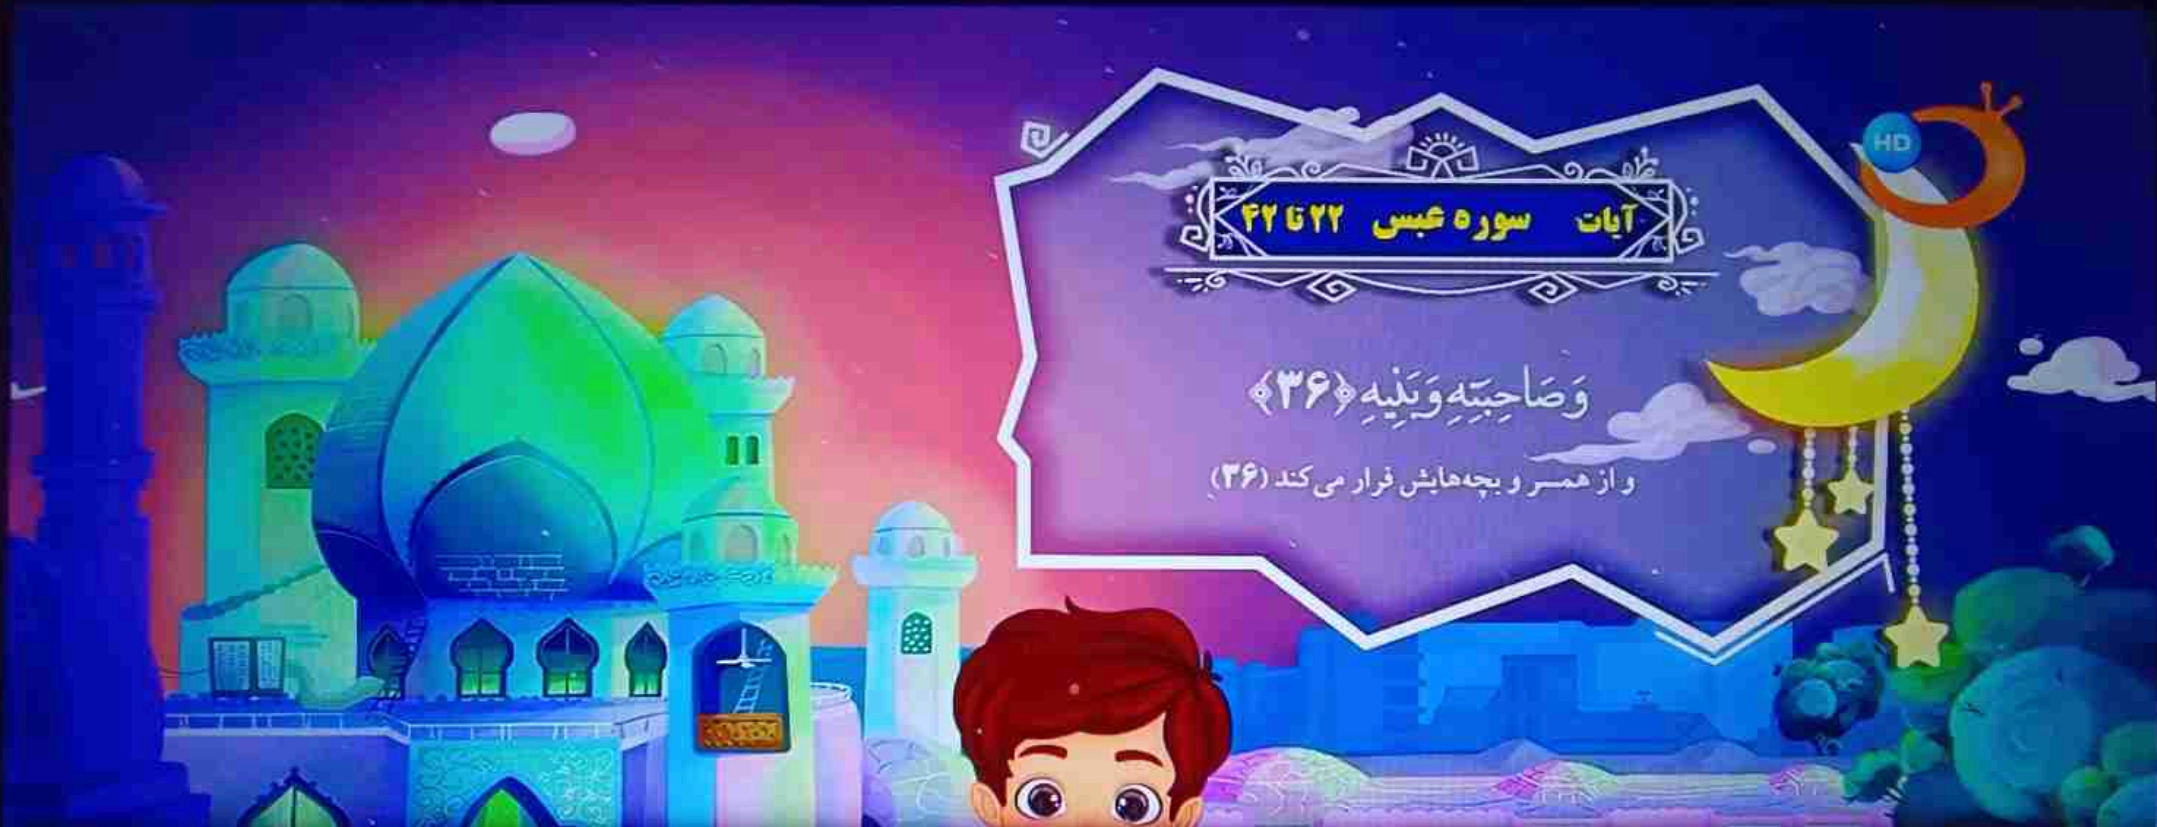 HD
آیات سوره عبس ۲۲ تا ۴۲
وَصَاحِبَتِهِ وَبَنِيهِ ﴿۳۶﴾
و از همسر و بچه‌هایش فرار می‌کند (۳۶)